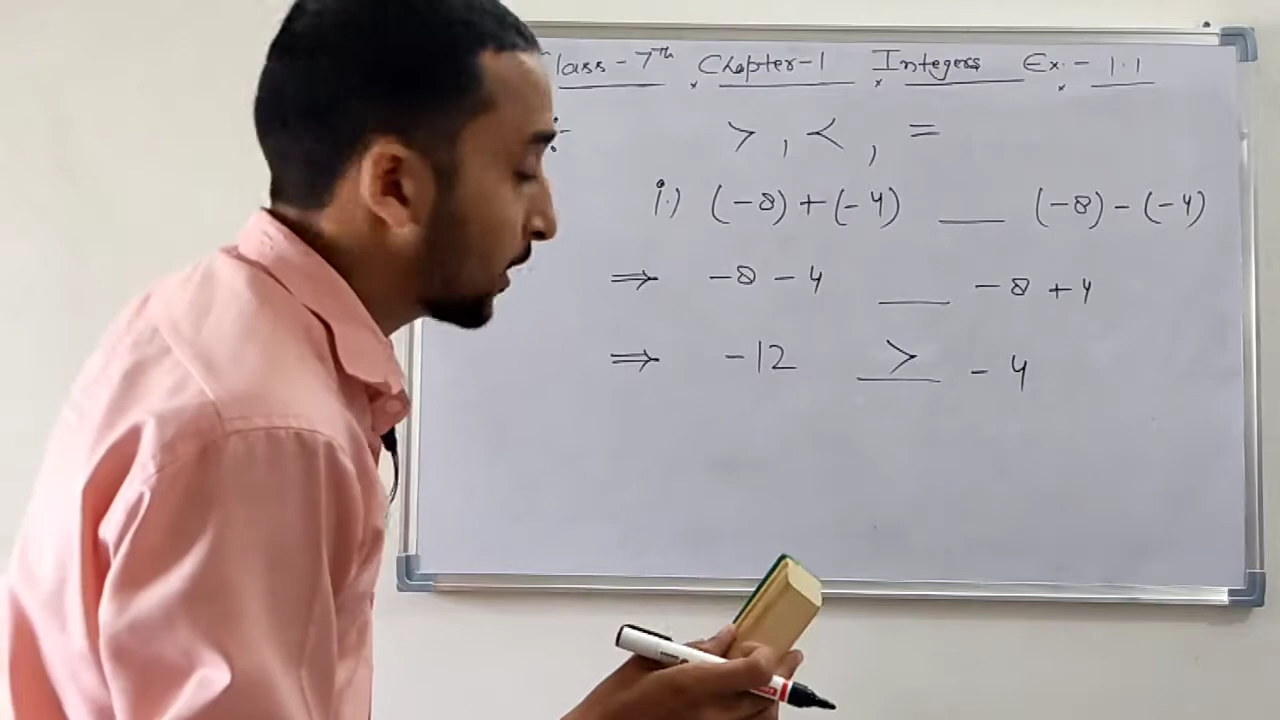 Class - 7th Chapter - 1 Integers Ex. - 1.1
:- > , < , =
i.) (-8) + (-4) ___ (-8) - (-4)
⇒ -8 - 4 ___ -8 + 4
⇒ -12 > -4